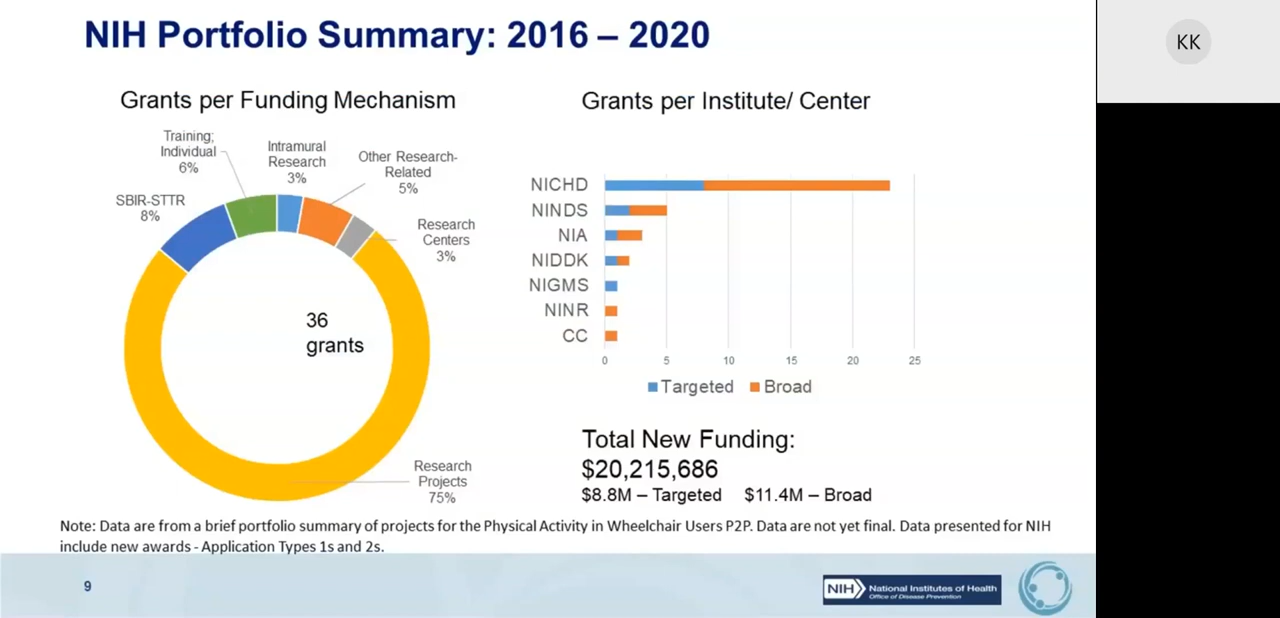 NIH Portfolio Summary: 2016 – 2020
KK
Grants per Funding Mechanism
Training;
Individual
6%
Intramural
Research
3%
Other Research-
Related
5%
SBIR-STTR
8%
Research
Centers
3%
36
grants
Research
Projects
75%
Grants per Institute/ Center
NICHD
NINDS
NIA
NIDDK
NIGMS
NINR
CC
0 5 10 15 20 25
Targeted Broad
Total New Funding:
$20,215,686
$8.8M – Targeted $11.4M – Broad
Note: Data are from a brief portfolio summary of projects for the Physical Activity in Wheelchair Users P2P. Data are not yet final. Data presented for NIH
include new awards - Application Types 1s and 2s.
9
NIH National Institutes of Health
Office of Disease Prevention